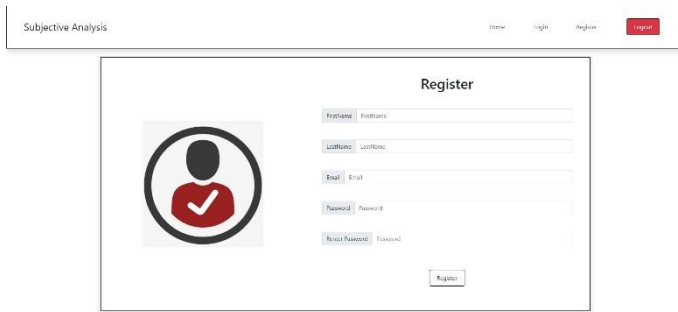 Subjective Analysis
Home Login Register Logout
Register
FirstName FirstName
LastName LastName
Email Email
Password Password
Renter Password Password
Register